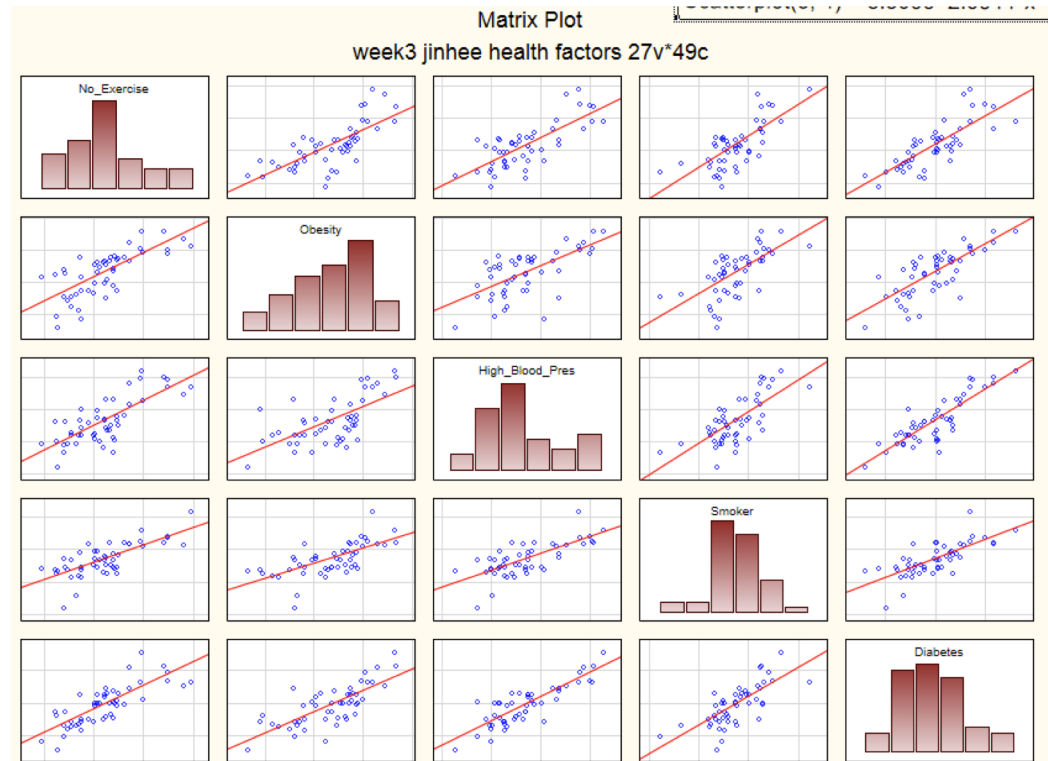 Matrix Plot
week3 jinhee health factors 27v*49c
No_Exercise
Obesity
High_Blood_Pres
Smoker
Diabetes